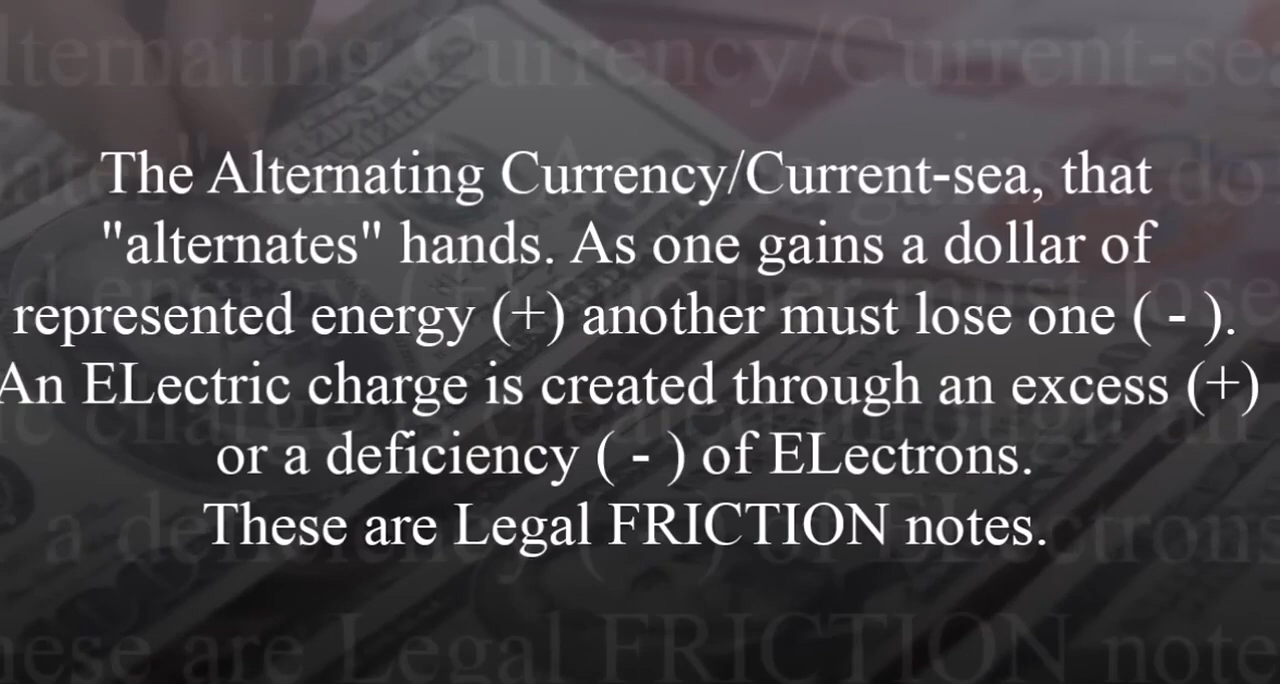 The Alternating Currency/Current-sea, that
"alternates" hands. As one gains a dollar of
represented energy (+) another must lose one ( - ).
An ELectric charge is created through an excess (+)
or a deficiency ( - ) of ELectrons.
These are Legal FRICTION notes.